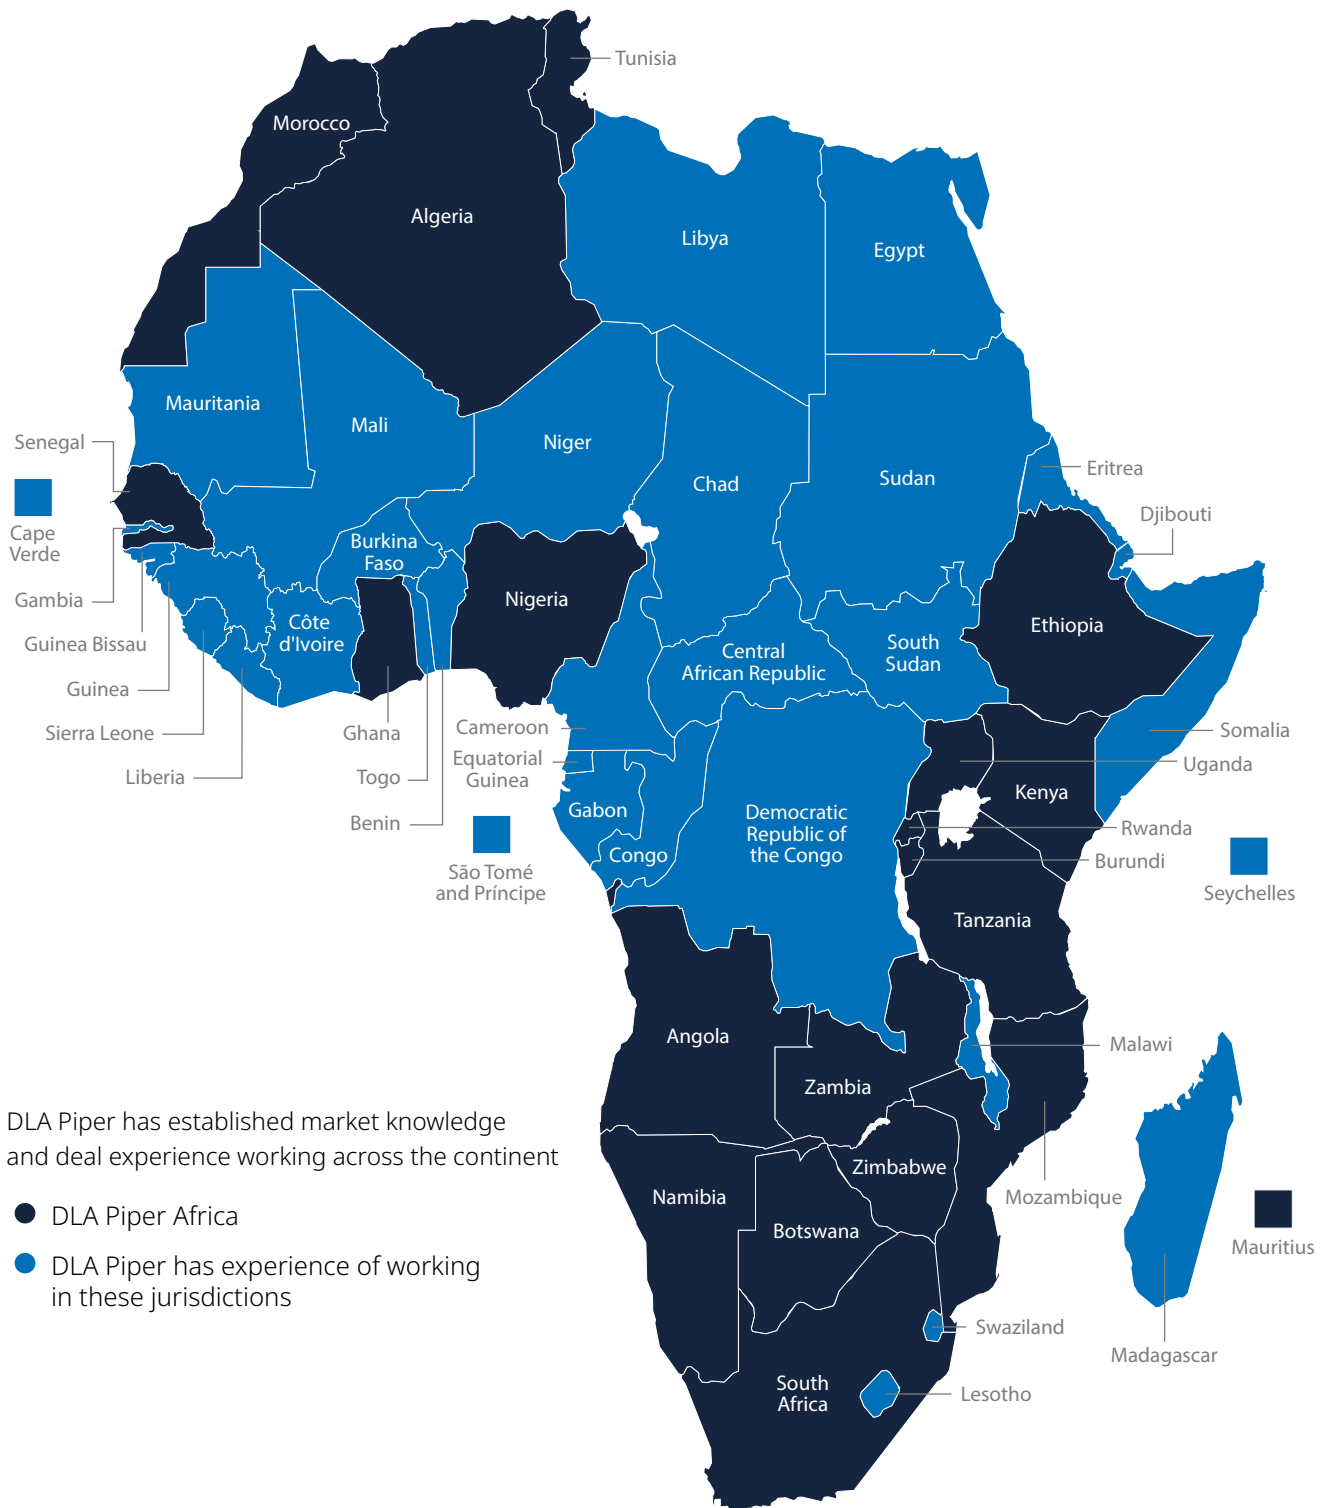 Tunisia
Morocco
Algeria
Libya
Egypt
Mauritania
Mali
Niger
Chad
Sudan
Senegal
Eritrea
Cape
Verde
Djibouti
Burkina
Faso
Gambia
Nigeria
Guinea Bissau
Côte
d'Ivoire
Ethiopia
South
Sudan
Central
African Republic
Guinea
Sierra Leone
Ghana
Cameroon
Somalia
Liberia
Togo
Equatorial
Guinea
Uganda
Kenya
Benin
Gabon
Democratic
Republic of
the Congo
Rwanda
Congo
Burundi
São Tomé
and Príncipe
Seychelles
Tanzania
Angola
Malawi
Zambia
DLA Piper has established market knowledge
and deal experience working across the continent
Zimbabwe
Namibia
Mozambique
Botswana
Mauritius
DLA Piper Africa
DLA Piper has experience of working
in these jurisdictions
Swaziland
Madagascar
South
Africa
Lesotho